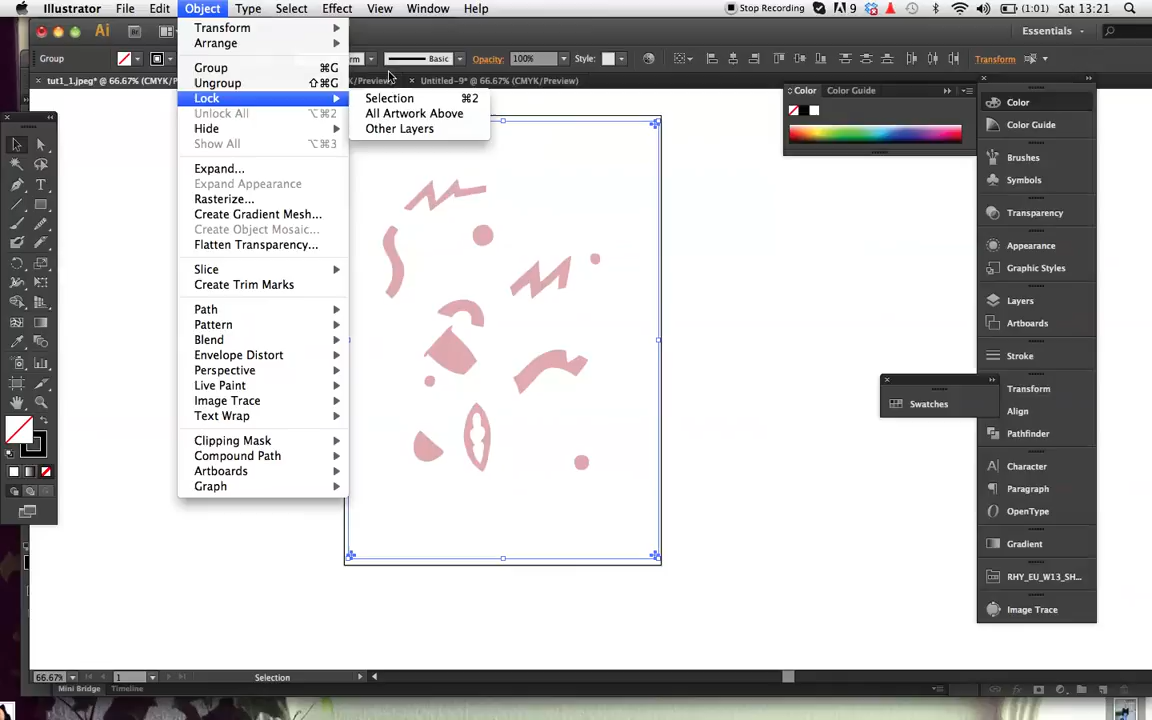 Illustrator File Edit Object Type Select Effect View Window Help
Stop Recording 9 (1:01) Sat 13:21
Ai Br Essentials
Group Basic Opacity: 100% Style: Transform
tut1_1.jpeg* @ 66.67% (CMYK/Preview)
Untitled-9* @ 66.67% (CMYK/Preview)
Transform
Arrange
Group ⌘G
Ungroup ⇧⌘G
Lock
Unlock All ⌥⌘2
Hide
Show All ⌥⌘3
Expand...
Expand Appearance
Rasterize...
Create Gradient Mesh...
Create Object Mosaic...
Flatten Transparency...
Slice
Create Trim Marks
Path
Pattern
Blend
Envelope Distort
Perspective
Live Paint
Image Trace
Text Wrap
Clipping Mask
Compound Path
Artboards
Graph
Selection ⌘2
All Artwork Above
Other Layers
Color Color Guide
Swatches
Color
Color Guide
Brushes
Symbols
Transparency
Appearance
Graphic Styles
Layers
Artboards
Stroke
Transform
Align
Pathfinder
Character
Paragraph
OpenType
Gradient
RHY_EU_W13_SH...
Image Trace
66.67% 1 Selection
Mini Bridge Timeline